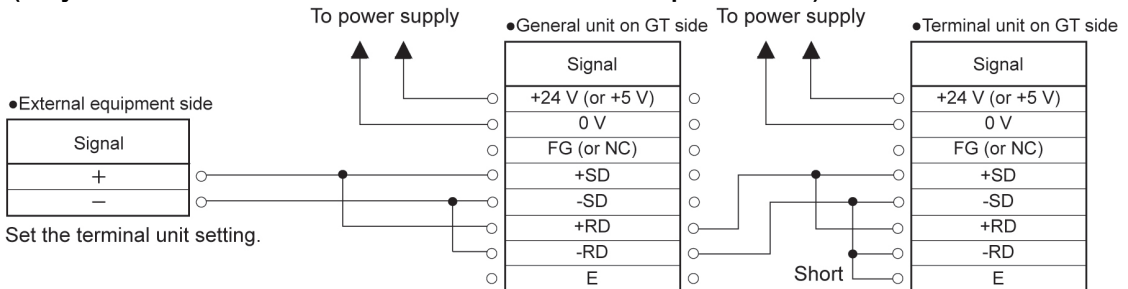 To power supply
●General unit on GT side
To power supply
●Terminal unit on GT side
Signal
Signal
●External equipment side
+24 V (or +5 V)
+24 V (or +5 V)
Signal
0 V
0 V
FG (or NC)
FG (or NC)
+
+SD
+SD
−
-SD
-SD
Set the terminal unit setting.
+RD
+RD
-RD
-RD
E
Short
E